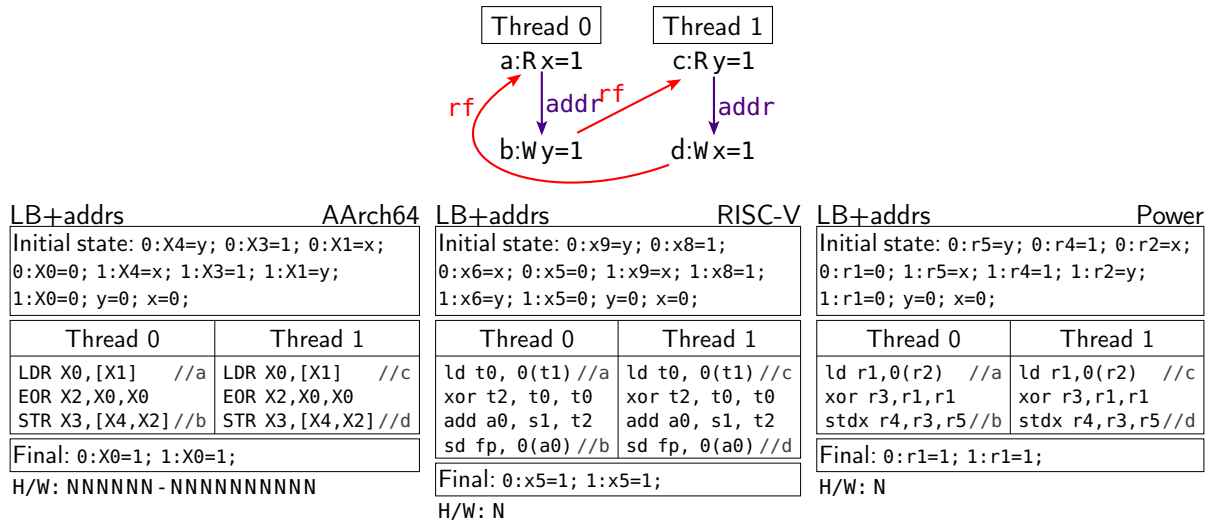 Thread 0 Thread 1
a:R x=1 c:R y=1
rf addr rf addr
b:W y=1 d:W x=1
LB+addrs AArch64
Initial state: 0:X4=y; 0:X3=1; 0:X1=x;
0:X0=0; 1:X4=x; 1:X3=1; 1:X1=y;
1:X0=0; y=0; x=0;
Thread 0 Thread 1
LDR X0,[X1] //a LDR X0,[X1] //c
EOR X2,X0,X0 EOR X2,X0,X0
STR X3,[X4,X2]//b STR X3,[X4,X2]//d
Final: 0:X0=1; 1:X0=1;
H/W: NNNNNN-NNNNNNNNNN
LB+addrs RISC-V
Initial state: 0:x9=y; 0:x8=1;
0:x6=x; 0:x5=0; 1:x9=x; 1:x8=1;
1:x6=y; 1:x5=0; y=0; x=0;
Thread 0 Thread 1
ld t0, 0(t1) //a ld t0, 0(t1) //c
xor t2, t0, t0 xor t2, t0, t0
add a0, s1, t2 add a0, s1, t2
sd fp, 0(a0) //b sd fp, 0(a0) //d
Final: 0:x5=1; 1:x5=1;
H/W: N
LB+addrs Power
Initial state: 0:r5=y; 0:r4=1; 0:r2=x;
0:r1=0; 1:r5=x; 1:r4=1; 1:r2=y;
1:r1=0; y=0; x=0;
Thread 0 Thread 1
ld r1,0(r2) //a ld r1,0(r2) //c
xor r3,r1,r1 xor r3,r1,r1
stdx r4,r3,r5//b stdx r4,r3,r5//d
Final: 0:r1=1; 1:r1=1;
H/W: N